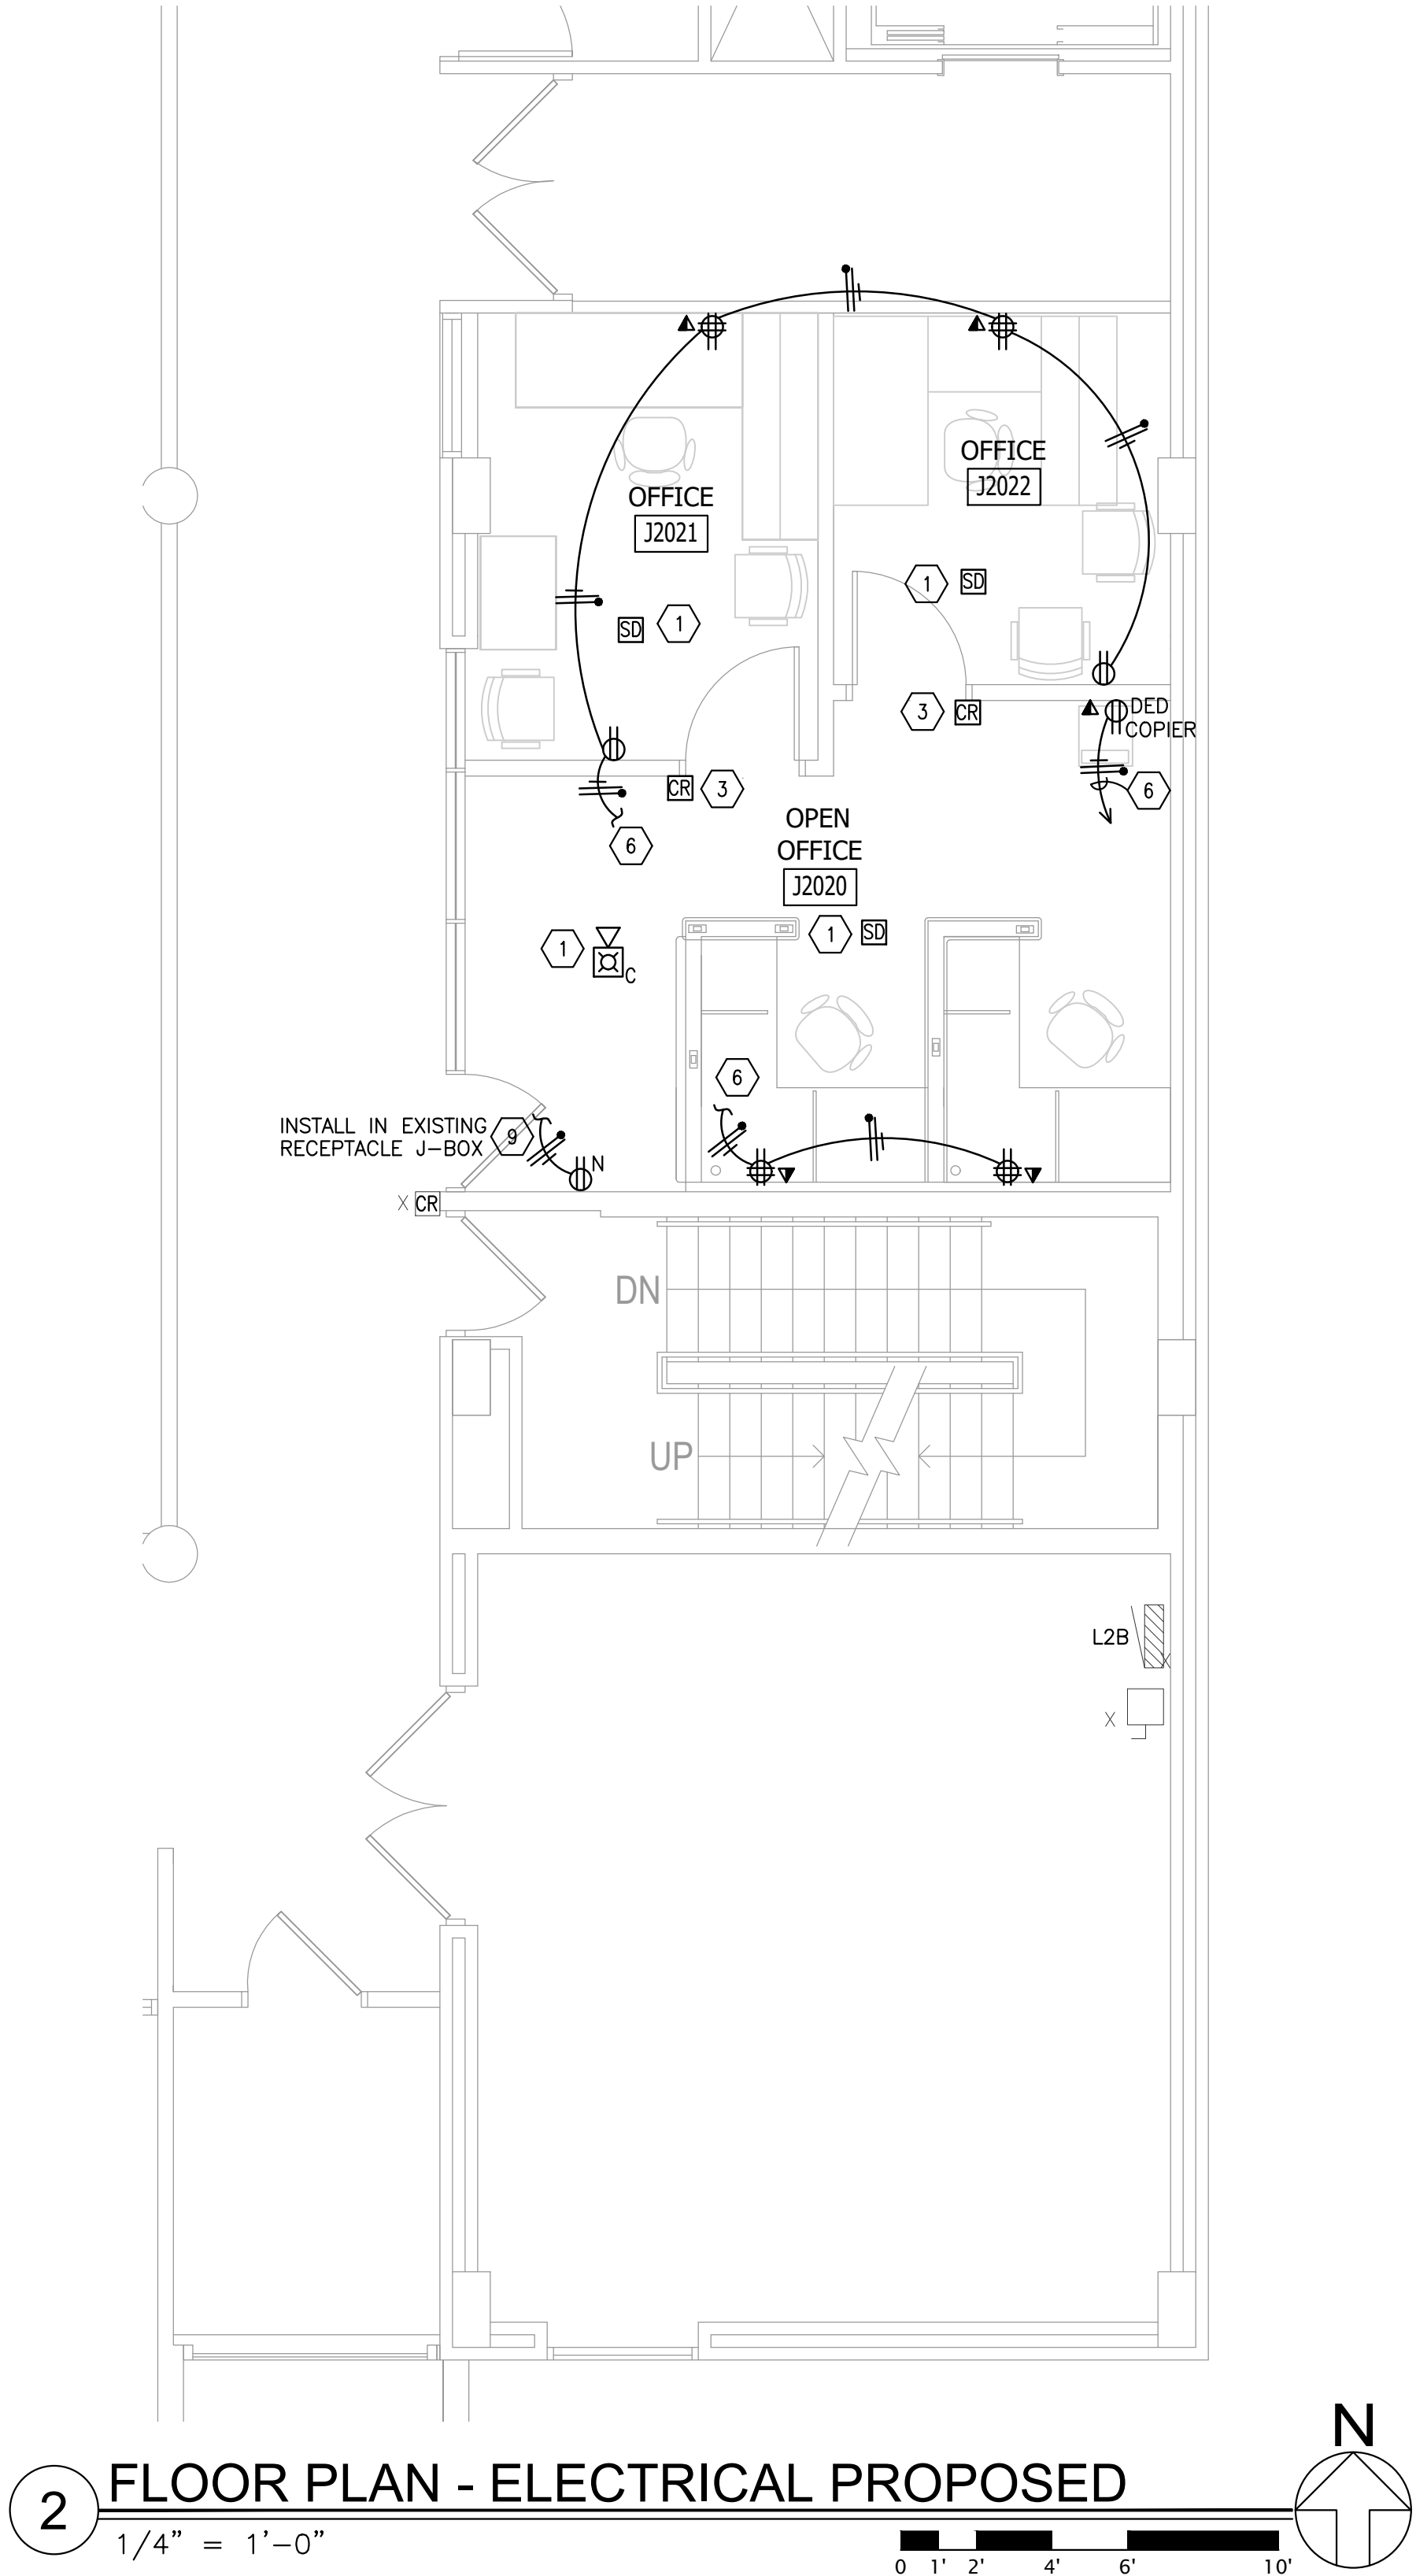 OFFICE
J2022
OFFICE
J2021
1
SD
SD
1
3
CR
DED
COPIER
CR
3
6
6
OPEN
OFFICE
J2020
1
SD
1
C
6
INSTALL IN EXISTING
RECEPTACLE J-BOX
9
N
X
CR
DN
UP
L2B
X
X
N
2
FLOOR PLAN - ELECTRICAL PROPOSED
1/4" = 1'-0"
0 1' 2' 4' 6' 10'